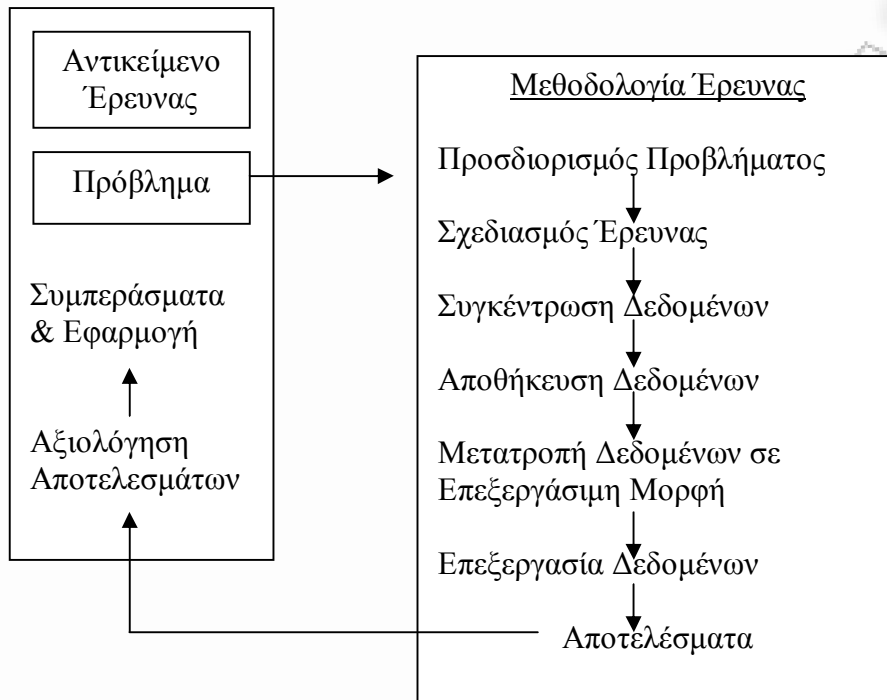 Αντικείμενο
Έρευνας
Πρόβλημα
Συμπεράσματα
& Εφαρμογή
Αξιολόγηση
Αποτελεσμάτων
Μεθοδολογία Έρευνας
Προσδιορισμός Προβλήματος
Σχεδιασμός Έρευνας
Συγκέντρωση Δεδομένων
Αποθήκευση Δεδομένων
Μετατροπή Δεδομένων σε
Επεξεργάσιμη Μορφή
Επεξεργασία Δεδομένων
Αποτελέσματα